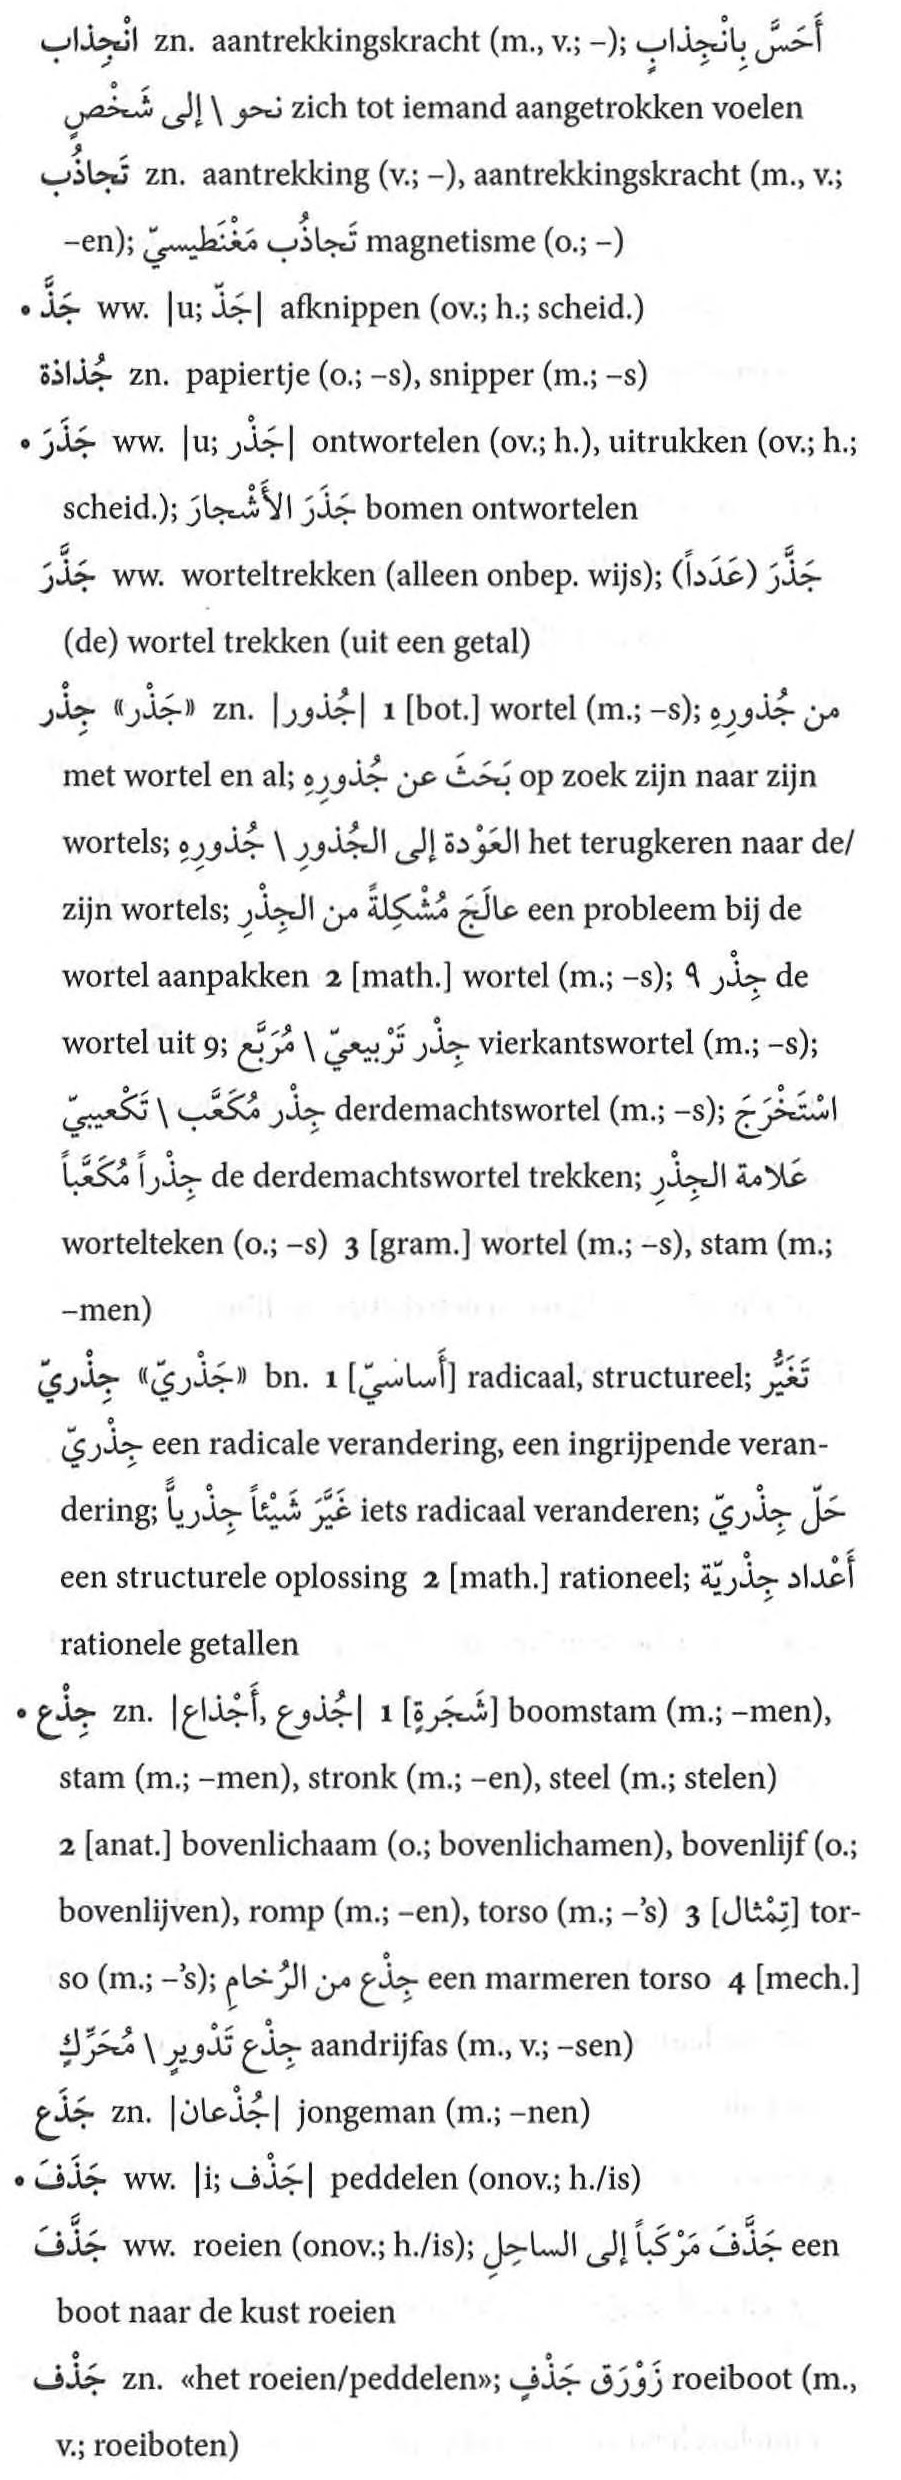 انْجِذاب zn. aantrekkingskracht (m., v.; –); أَحَسَّ بِانْجِذابٍ
نحو \ إلى شَخْصٍ zich tot iemand aangetrokken voelen
تَجاذُب zn. aantrekking (v.; –), aantrekkingskracht (m., v.;
–en); تَجاذُب مَغْنَطيسيّ magnetisme (o.; –)
• جَذَّ ww. |u; جَذّ| afknippen (ov.; h.; scheid.)
جُذاذة zn. papiertje (o.; –s), snipper (m.; –s)
• جَذَرَ ww. |u; جَذْر| ontwortelen (ov.; h.), uitrukken (ov.; h.;
scheid.); جَذَرَ الأَشْجارَ bomen ontwortelen
جَذَّرَ ww. worteltrekken (alleen onbep. wijs); جَذَّرَ (عَدَداً)
(de) wortel trekken (uit een getal)
جِذْر «جَذْر» zn. |جُذور| 1 [bot.] wortel (m.; –s); من جُذورِهِ
met wortel en al; بَحَثَ عن جُذورِهِ op zoek zijn naar zijn
wortels; العَوْدة إلى الجُذورِ \ جُذورِهِ het terugkeren naar de/
zijn wortels; عالَجَ مُشْكِلةً من الجِذْرِ een probleem bij de
wortel aanpakken 2 [math.] wortel (m.; –s); جِذْر ٩ de
wortel uit 9; جِذْر تَرْبيعيّ \ مُرَبَّع vierkantswortel (m.; –s);
جِذْر مُكَعَّب \ تَكْعيبيّ derdemachtswortel (m.; –s); اسْتَخْرَجَ
جِذْراً مُكَعَّباً de derdemachtswortel trekken; عَلامة الجِذْرِ
wortelteken (o.; –s) 3 [gram.] wortel (m.; –s), stam (m.;
–men)
جِذْريّ «جَذْريّ» bn. 1 [أَساسيّ] radicaal, structureel; تَغَيُّر
جِذْريّ een radicale verandering, een ingrijpende veran-
dering; غَيَّرَ شَيْئاً جِذْرياًّ iets radicaal veranderen; حَلّ جِذْريّ
een structurele oplossing 2 [math.] rationeel; أَعْداد جِذْريّة
rationele getallen
• جِذْع zn. |جُذوع، أَجْذاع| 1 [شَجَرةٍ] boomstam (m.; –men),
stam (m.; –men), stronk (m.; –en), steel (m.; stelen)
2 [anat.] bovenlichaam (o.; bovenlichamen), bovenlijf (o.;
bovenlijven), romp (m.; –en), torso (m.; –’s) 3 [تِمْثال] tor-
so (m.; –’s); جِذْع من الرُخامِ een marmeren torso 4 [mech.]
جِذْع تَدْويرٍ \ مُحَرِّكٍ aandrijfas (m., v.; –sen)
جَذَع zn. |جُذْعان| jongeman (m.; –nen)
• جَذَفَ ww. |i; جَذْف| peddelen (onov.; h./is)
جَذَّفَ ww. roeien (onov.; h./is); جَذَّفَ مَرْكَباً إلى الساحِلِ een
boot naar de kust roeien
جَذْف zn. «het roeien/peddelen»; زَوْرَق جَذْفٍ roeiboot (m.,
v.; roeiboten)